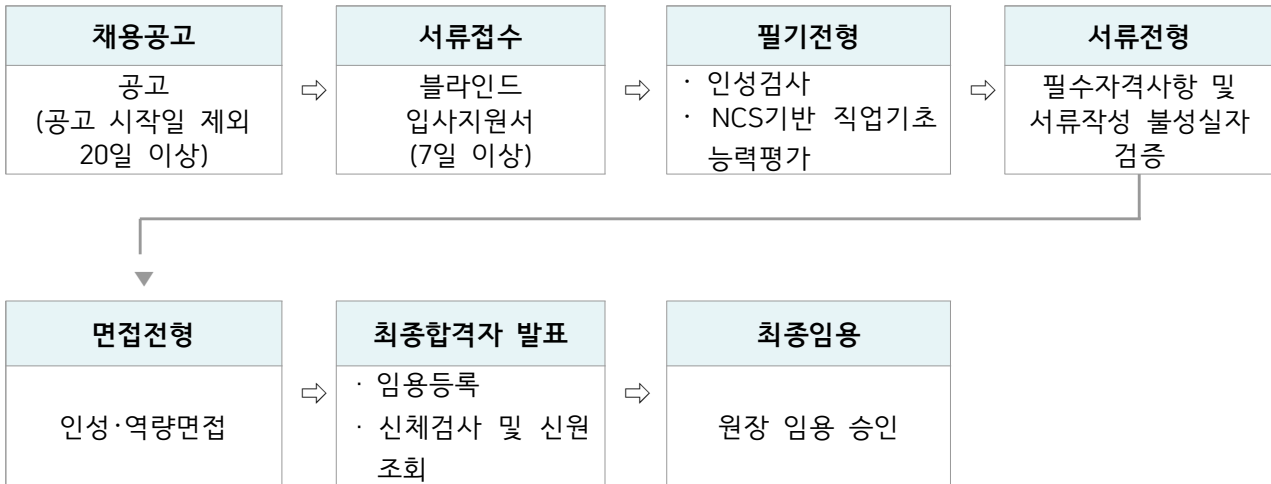 채용공고
공고
(공고 시작일 제외
20일 이상)
⇨
서류접수
블라인드
입사지원서
(7일 이상)
⇨
필기전형
· 인성검사
· NCS기반 직업기초
능력평가
⇨
서류전형
필수자격사항 및
서류작성 불성실자
검증
면접전형
인성·역량면접
⇨
최종합격자 발표
· 임용등록
· 신체검사 및 신원
조회
⇨
최종임용
원장 임용 승인